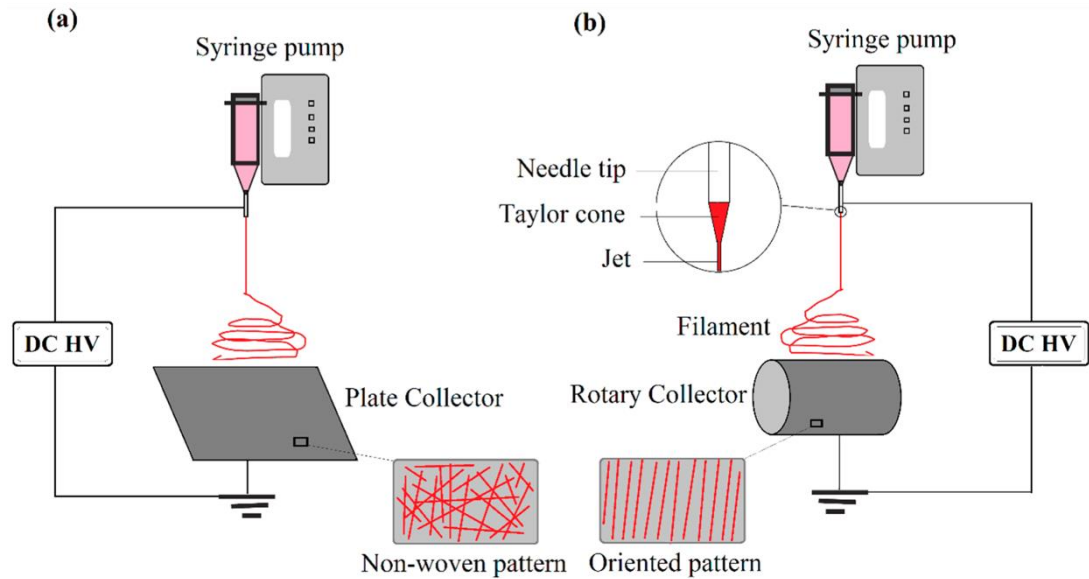 (a)
Syringe pump
DC HV
Plate Collector
Non-woven pattern
(b)
Syringe pump
Needle tip
Taylor cone
Jet
Filament
DC HV
Rotary Collector
Oriented pattern